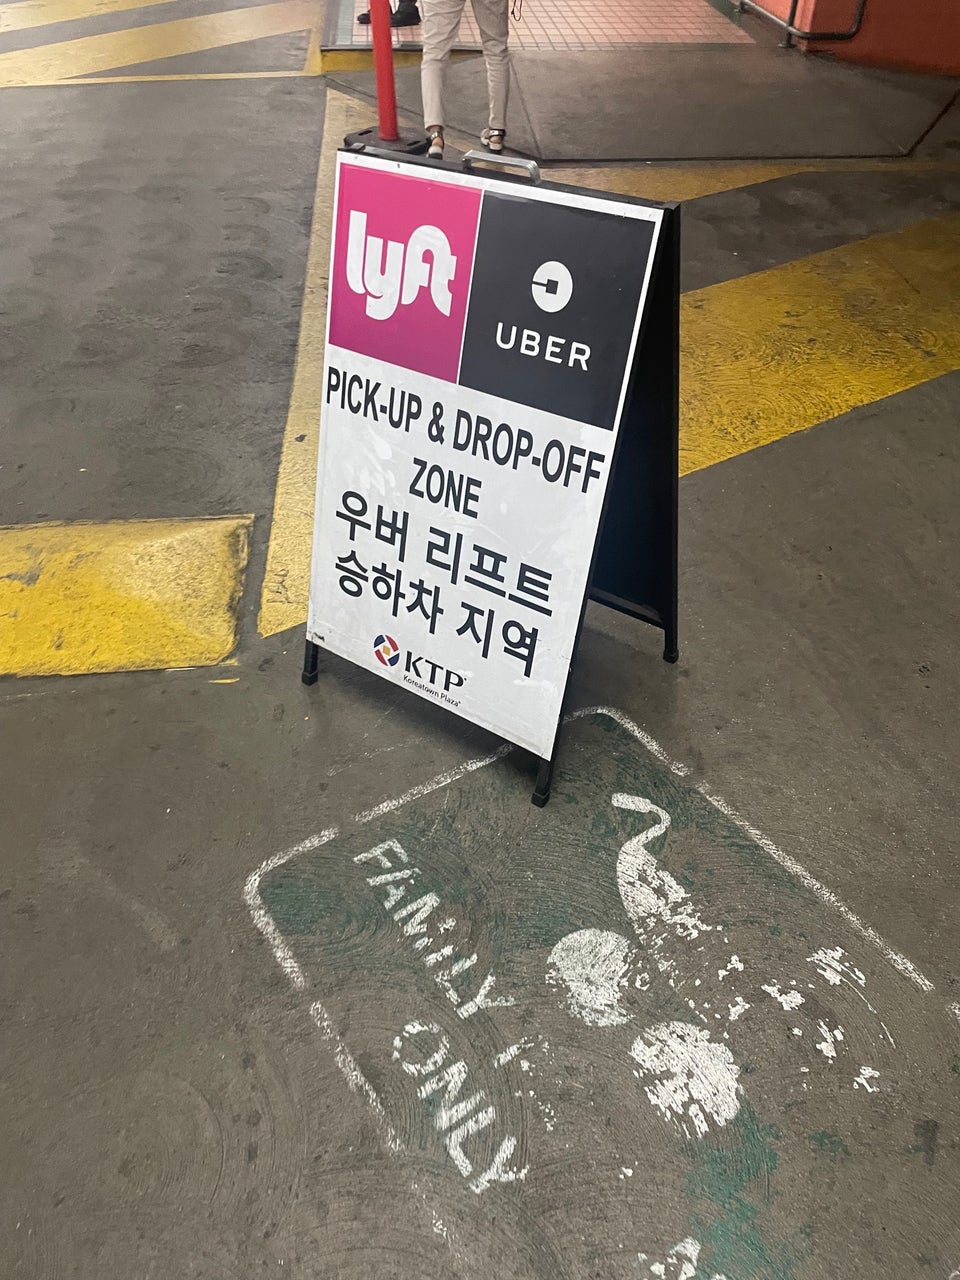 lyft
UBER
PICK-UP & DROP-OFF
ZONE
우버 리프트
승하차 지역
KTP
Koreatown Plaza
FAMILY
ONLY